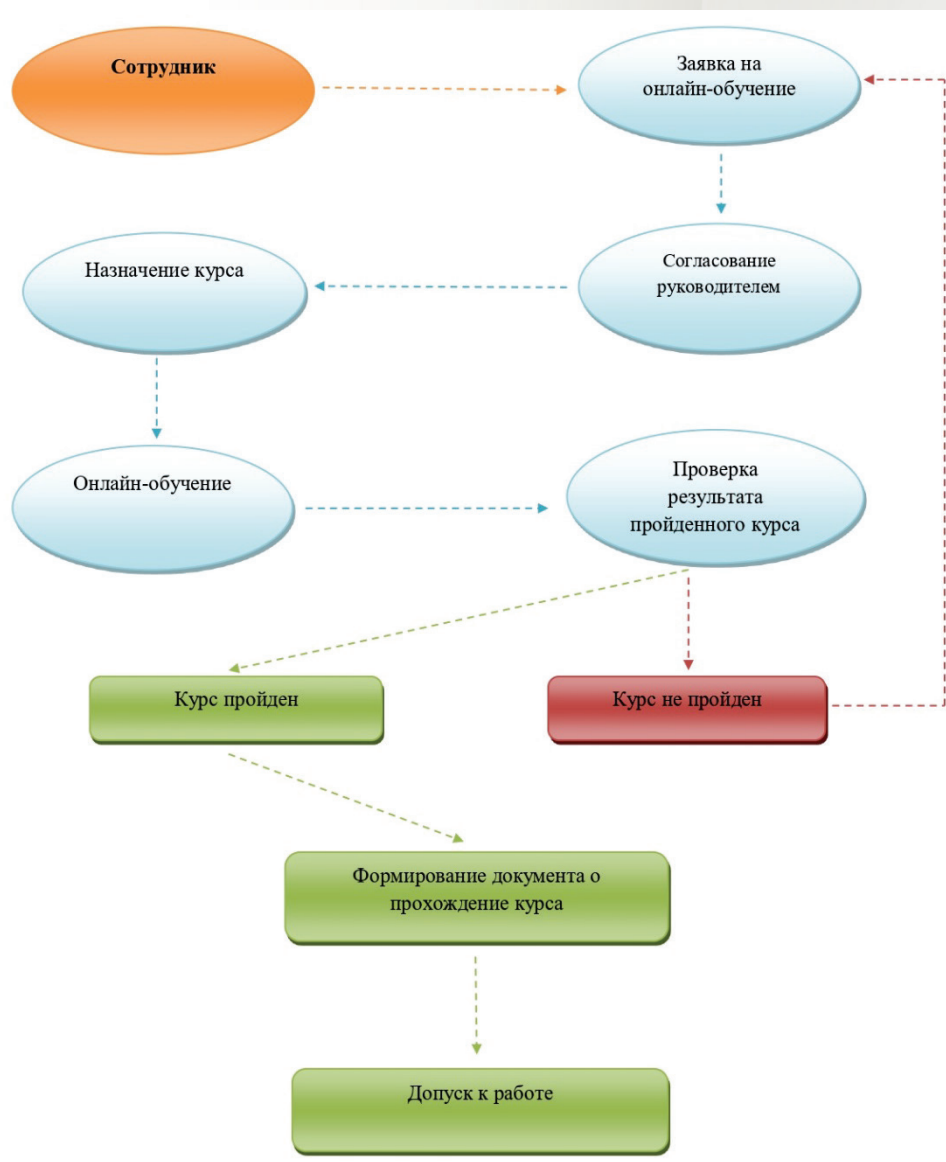 Сотрудник
Заявка на
онлайн-обучение
Назначение курса
Согласование
руководителем
Онлайн-обучение
Проверка
результата
пройденного курса
Курс пройден
Курс не пройден
Формирование документа о
прохождение курса
Допуск к работе